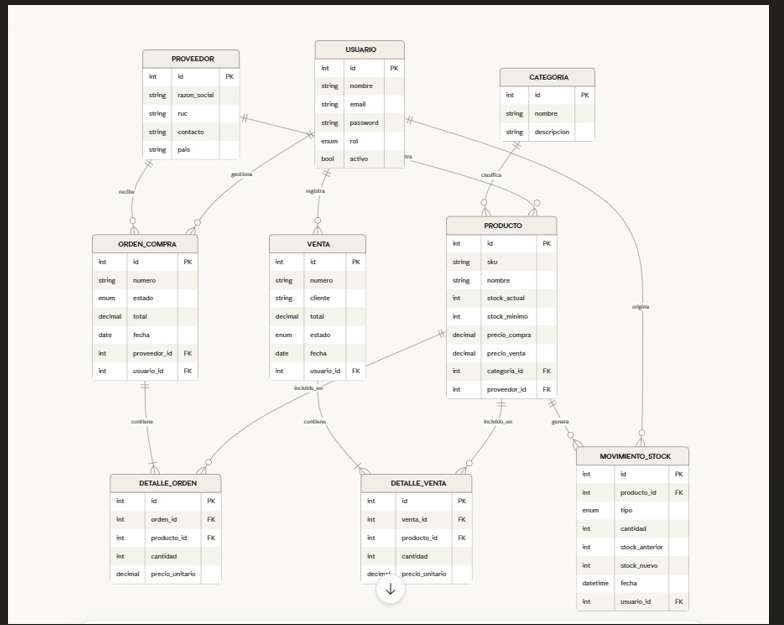 PROVEEDOR
int id PK
string razon_social
string ruc
string contacto
string pais
USUARIO
int id PK
string nombre
string email
string password
enum rol
bool activo
CATEGORIA
int id PK
string nombre
string descripcion
tra
recibe
gestiona
registra
clasifica
ORDEN_COMPRA
int id PK
string numero
enum estado
decimal total
date fecha
int proveedor_id FK
int usuario_id FK
VENTA
int id PK
string numero
string cliente
decimal total
enum estado
date fecha
int usuario_id FK
PRODUCTO
int id PK
string sku
string nombre
int stock_actual
int stock_minimo
decimal precio_compra
decimal precio_venta
int categoria_id FK
int proveedor_id FK
origina
incluido_en
contiene
contiene
incluido_en
genera
DETALLE_ORDEN
int id PK
int orden_id FK
int producto_id FK
int cantidad
decimal precio_unitario
DETALLE_VENTA
int id PK
int venta_id FK
int producto_id FK
int cantidad
decimal precio_unitario
MOVIMIENTO_STOCK
int id PK
int producto_id FK
enum tipo
int cantidad
int stock_anterior
int stock_nuevo
datetime fecha
int usuario_id FK